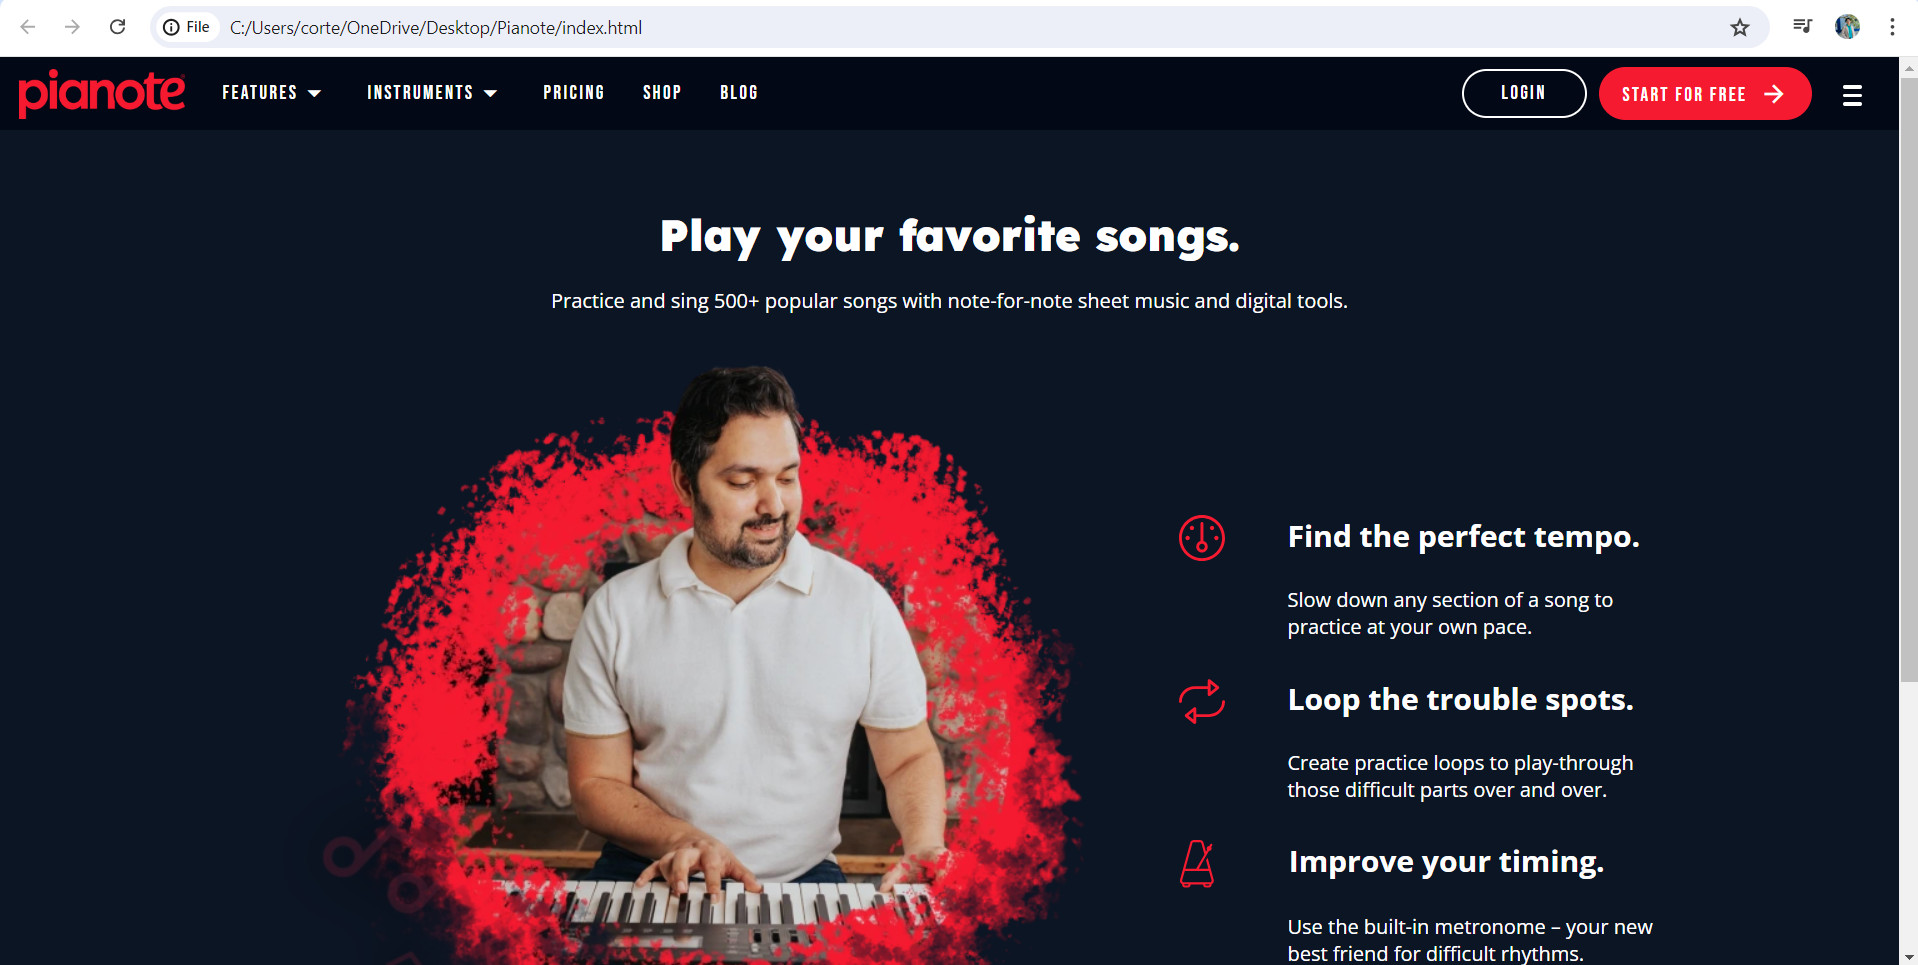 File C:/Users/corte/OneDrive/Desktop/Pianote/index.html
pianote FEATURES INSTRUMENTS PRICING SHOP BLOG LOGIN START FOR FREE
Play your favorite songs.
Practice and sing 500+ popular songs with note-for-note sheet music and digital tools.
Find the perfect tempo.
Slow down any section of a song to
practice at your own pace.
Loop the trouble spots.
Create practice loops to play-through
those difficult parts over and over.
Improve your timing.
Use the built-in metronome – your new
best friend for difficult rhythms.